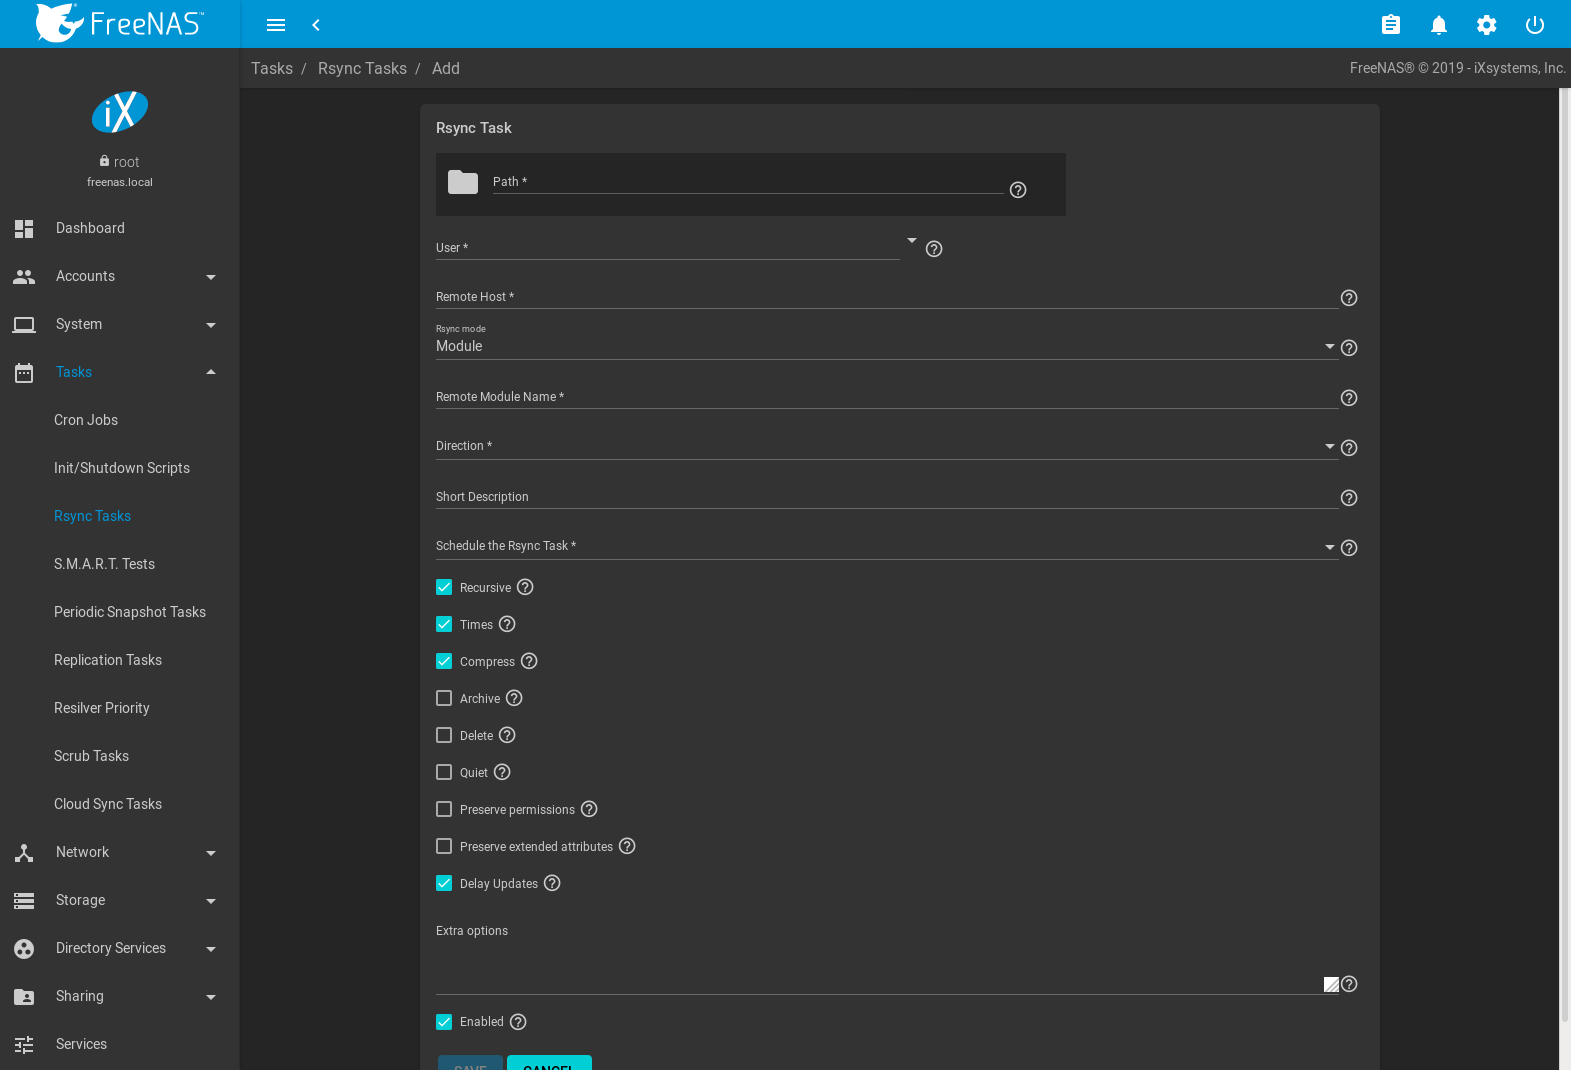 FreeNAS™
Tasks / Rsync Tasks / Add
FreeNAS® © 2019 - iXsystems, Inc.
iX
root
freenas.local
Dashboard
Accounts
System
Tasks
Cron Jobs
Init/Shutdown Scripts
Rsync Tasks
S.M.A.R.T. Tests
Periodic Snapshot Tasks
Replication Tasks
Resilver Priority
Scrub Tasks
Cloud Sync Tasks
Network
Storage
Directory Services
Sharing
Services
Rsync Task
Path *
User *
Remote Host *
Rsync mode
Module
Remote Module Name *
Direction *
Short Description
Schedule the Rsync Task *
Recursive
Times
Compress
Archive
Delete
Quiet
Preserve permissions
Preserve extended attributes
Delay Updates
Extra options
Enabled
SAVE CANCEL